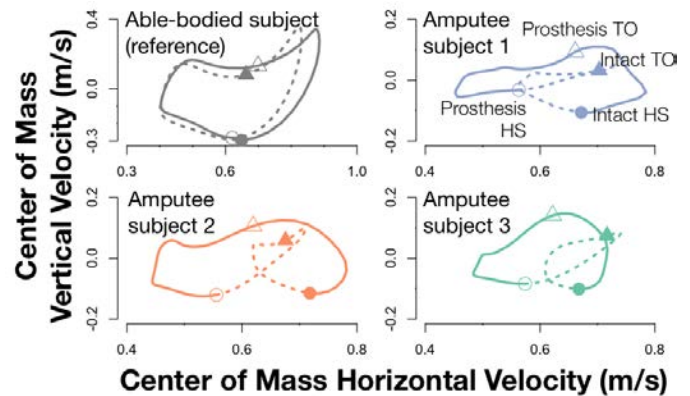 Able-bodied subject
(reference)
0.4
0.0
-0.3
0.3
0.6
1.0
Amputee
subject 1
Prosthesis TO
Intact TO
Prosthesis
HS
Intact HS
0.2
0.0
-0.2
0.4
0.6
0.8
Amputee
subject 2
0.2
0.0
-0.2
0.4
0.6
0.8
Amputee
subject 3
0.2
0.0
-0.2
0.4
0.6
0.8
Center of Mass
Vertical Velocity (m/s)
Center of Mass Horizontal Velocity (m/s)